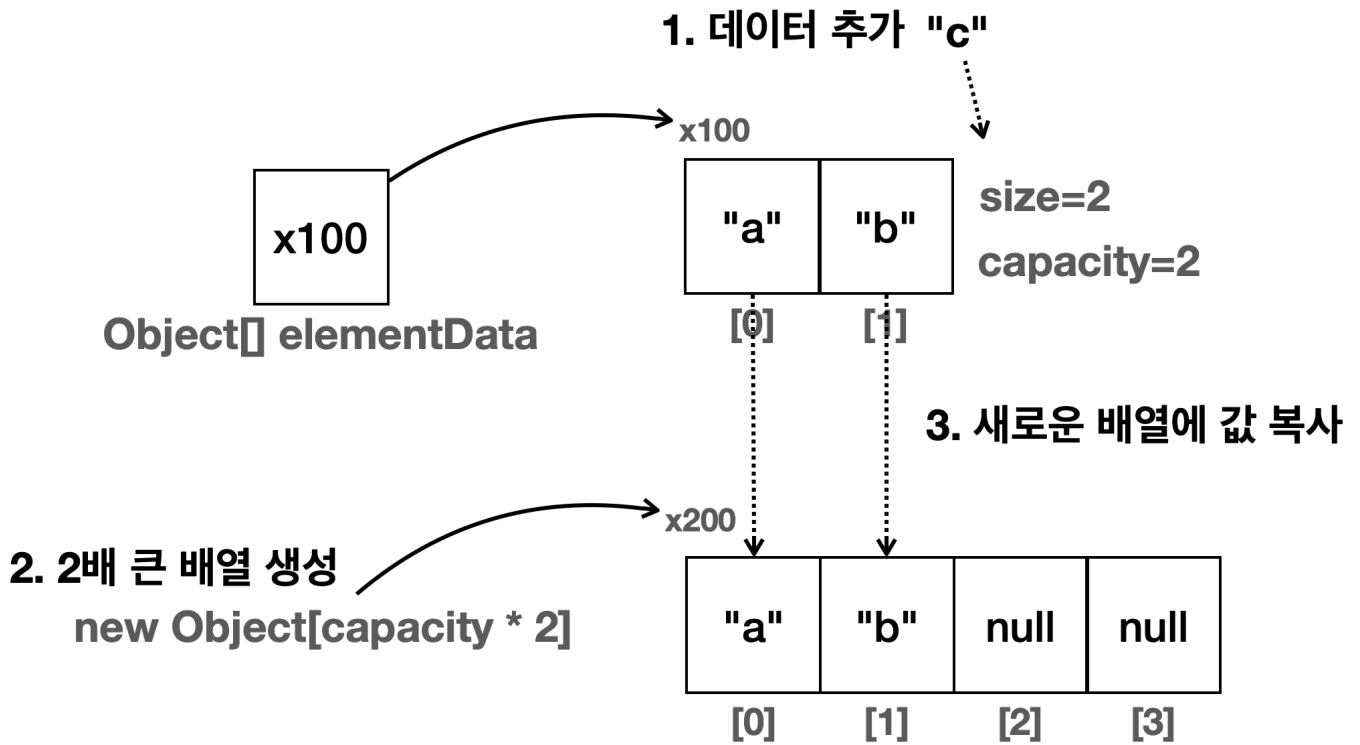 1. 데이터 추가 "c"
x100
x100
"a" "b"
size=2
capacity=2
Object[] elementData
[0] [1]
3. 새로운 배열에 값 복사
x200
2. 2배 큰 배열 생성
new Object[capacity * 2]
"a" "b" null null
[0] [1] [2] [3]